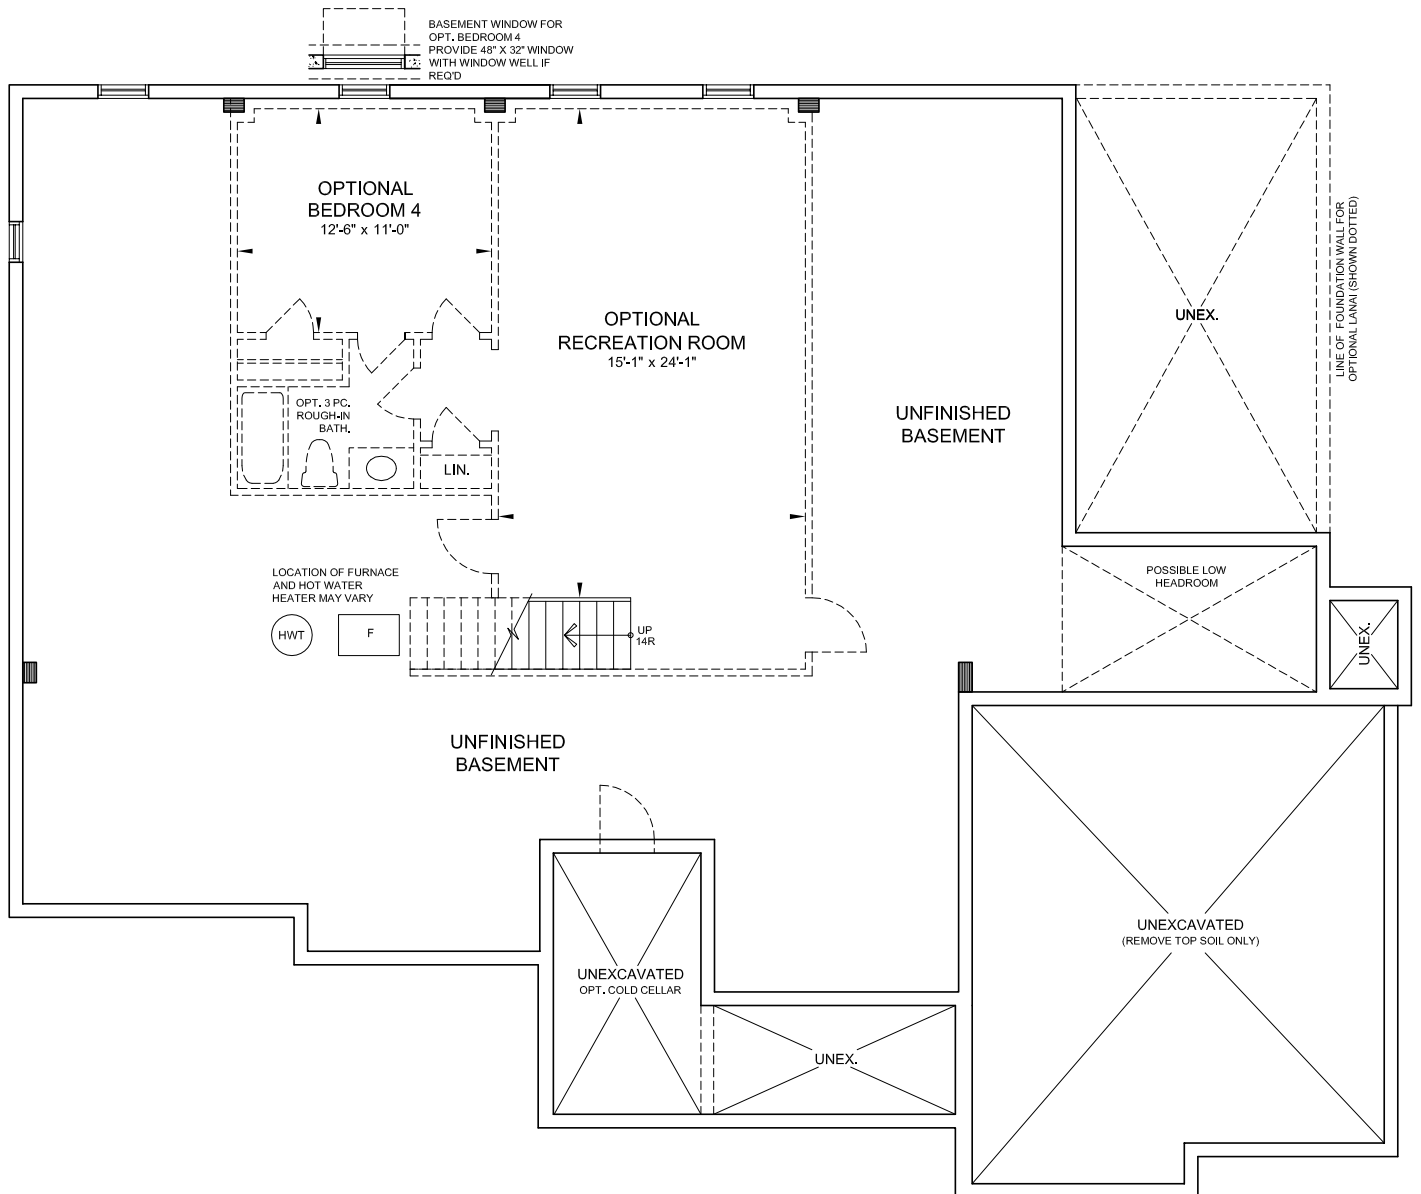 BASEMENT WINDOW FOR
OPT. BEDROOM 4
PROVIDE 48" X 32" WINDOW
WITH WINDOW WELL IF
REQ'D
OPTIONAL
BEDROOM 4
12'-6" x 11'-0"
OPTIONAL
RECREATION ROOM
15'-1" x 24'-1"
UNEX.
LINE OF FOUNDATION WALL FOR
OPTIONAL LANAI (SHOWN DOTTED)
OPT. 3 PC.
ROUGH-IN
BATH.
LIN.
UNFINISHED
BASEMENT
LOCATION OF FURNACE
AND HOT WATER
HEATER MAY VARY
HWT
F
UP
14R
POSSIBLE LOW
HEADROOM
UNEX.
UNFINISHED
BASEMENT
UNEXCAVATED
(REMOVE TOP SOIL ONLY)
UNEXCAVATED
OPT. COLD CELLAR
UNEX.